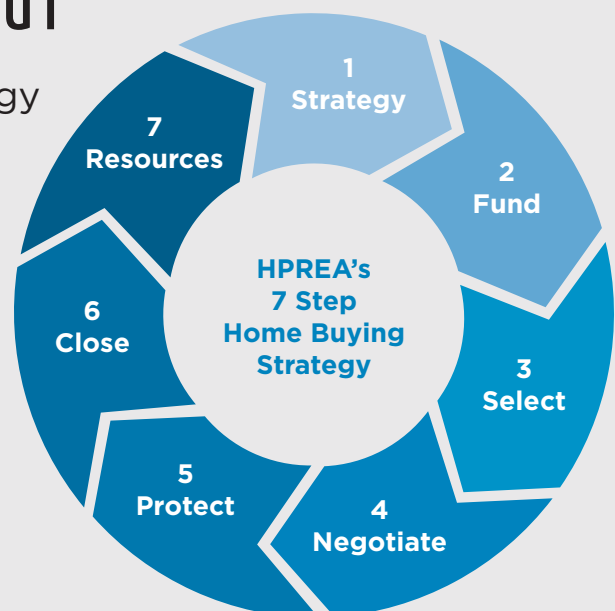 1
Strategy
2
Fund
3
Select
4
Negotiate
5
Protect
6
Close
7
Resources
HPREA's
7 Step
Home Buying
Strategy